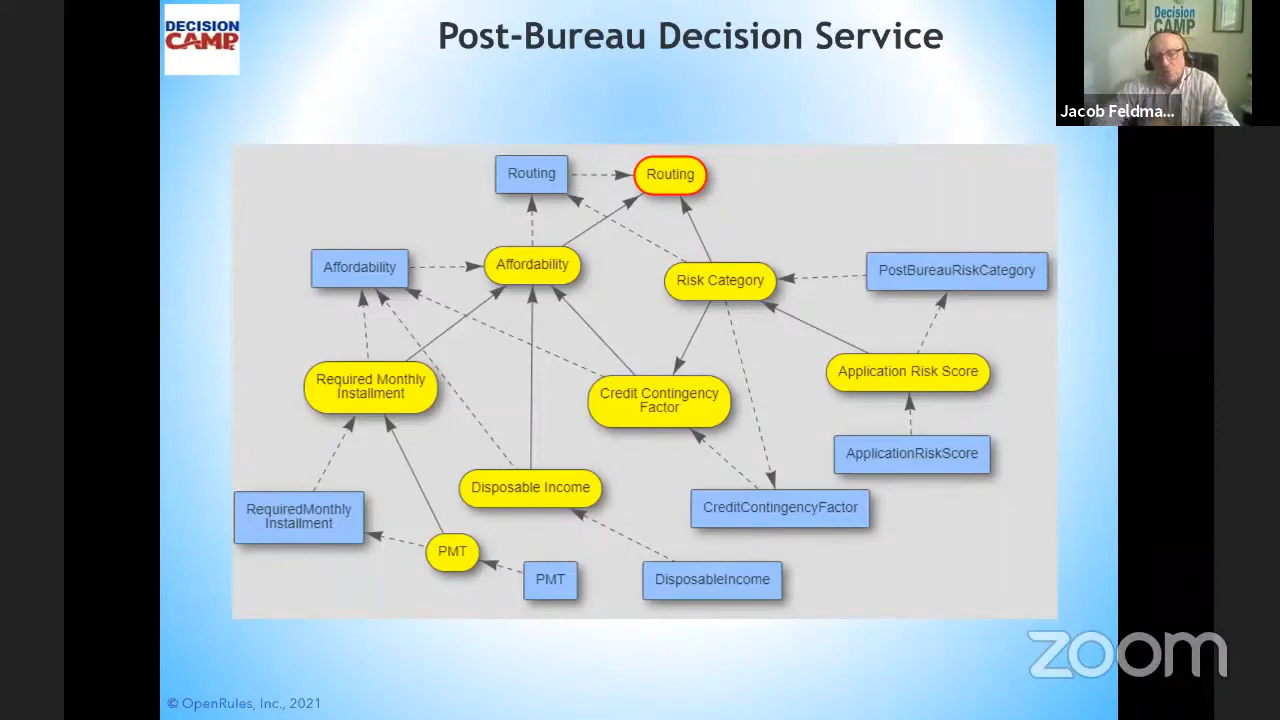 DECISION
CAMP
Post-Bureau Decision Service
Decision
CAMP
Jacob Feldma...
Routing
Routing
Affordability
Affordability
Risk Category
PostBureauRiskCategory
Required Monthly
Installment
Credit Contingency
Factor
Application Risk Score
ApplicationRiskScore
Disposable Income
RequiredMonthly
Installment
CreditContingencyFactor
PMT
PMT
DisposableIncome
zoom
© OpenRules, Inc., 2021